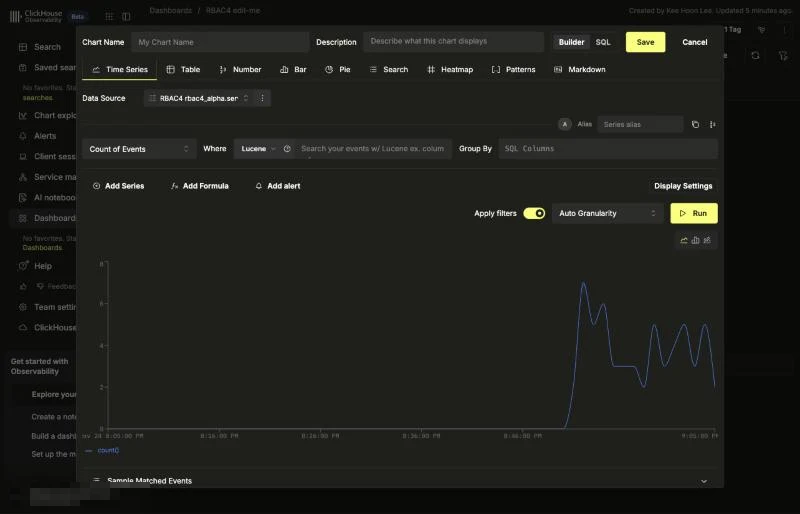 ClickHouse
Observability
Beta
Dashboards / RBAC4 edit-me
Created by Kee Hoon Lee. Updated 5 minutes ago.
1 Tag
Chart Name
My Chart Name
Description
Describe what this chart displays
Builder
SQL
Save
Cancel
Time Series
Table
Number
Bar
Pie
Search
Heatmap
Patterns
Markdown
Data Source
RBAC4 rbac4_alpha.ser
A
Alias
Series alias
Count of Events
Where
Lucene
Search your events w/ Lucene ex. colum
Group By
SQL Columns
Add Series
Add Formula
Add alert
Display Settings
Apply filters
Auto Granularity
Run
8
6
4
2
0
8:16:00 PM
8:26:00 PM
8:36:00 PM
8:46:00 PM
9:05:00 PM
count()
Sample Matched Events
Search
Saved sear
No favorites. Sta
searches.
Chart explo
Alerts
Client sess
Service ma
AI noteboo
Dashboard
No favorites. Sta
Dashboards
Help
Feedbac
Team settin
ClickHouse
Get started with
Observability
Explore your
Create a note
Build a dashb
Set up the m